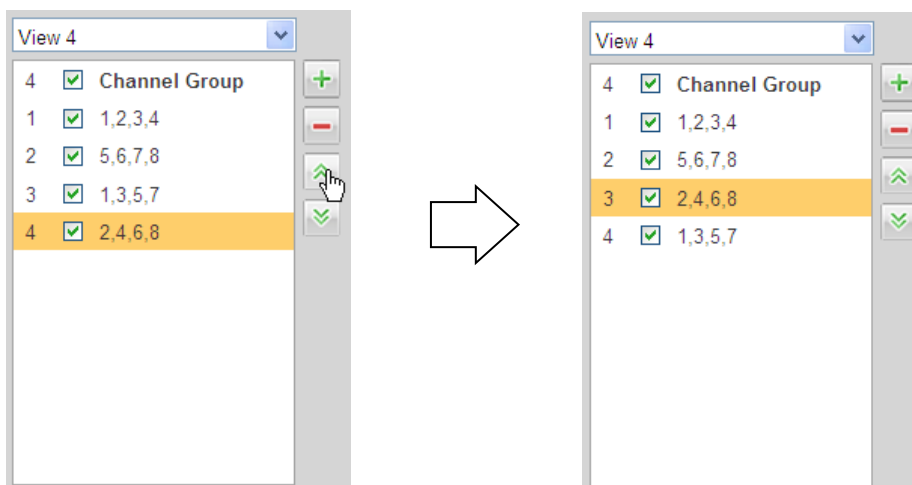 View 4
4 Channel Group
1 1,2,3,4
2 5,6,7,8
3 1,3,5,7
4 2,4,6,8
View 4
4 Channel Group
1 1,2,3,4
2 5,6,7,8
3 2,4,6,8
4 1,3,5,7